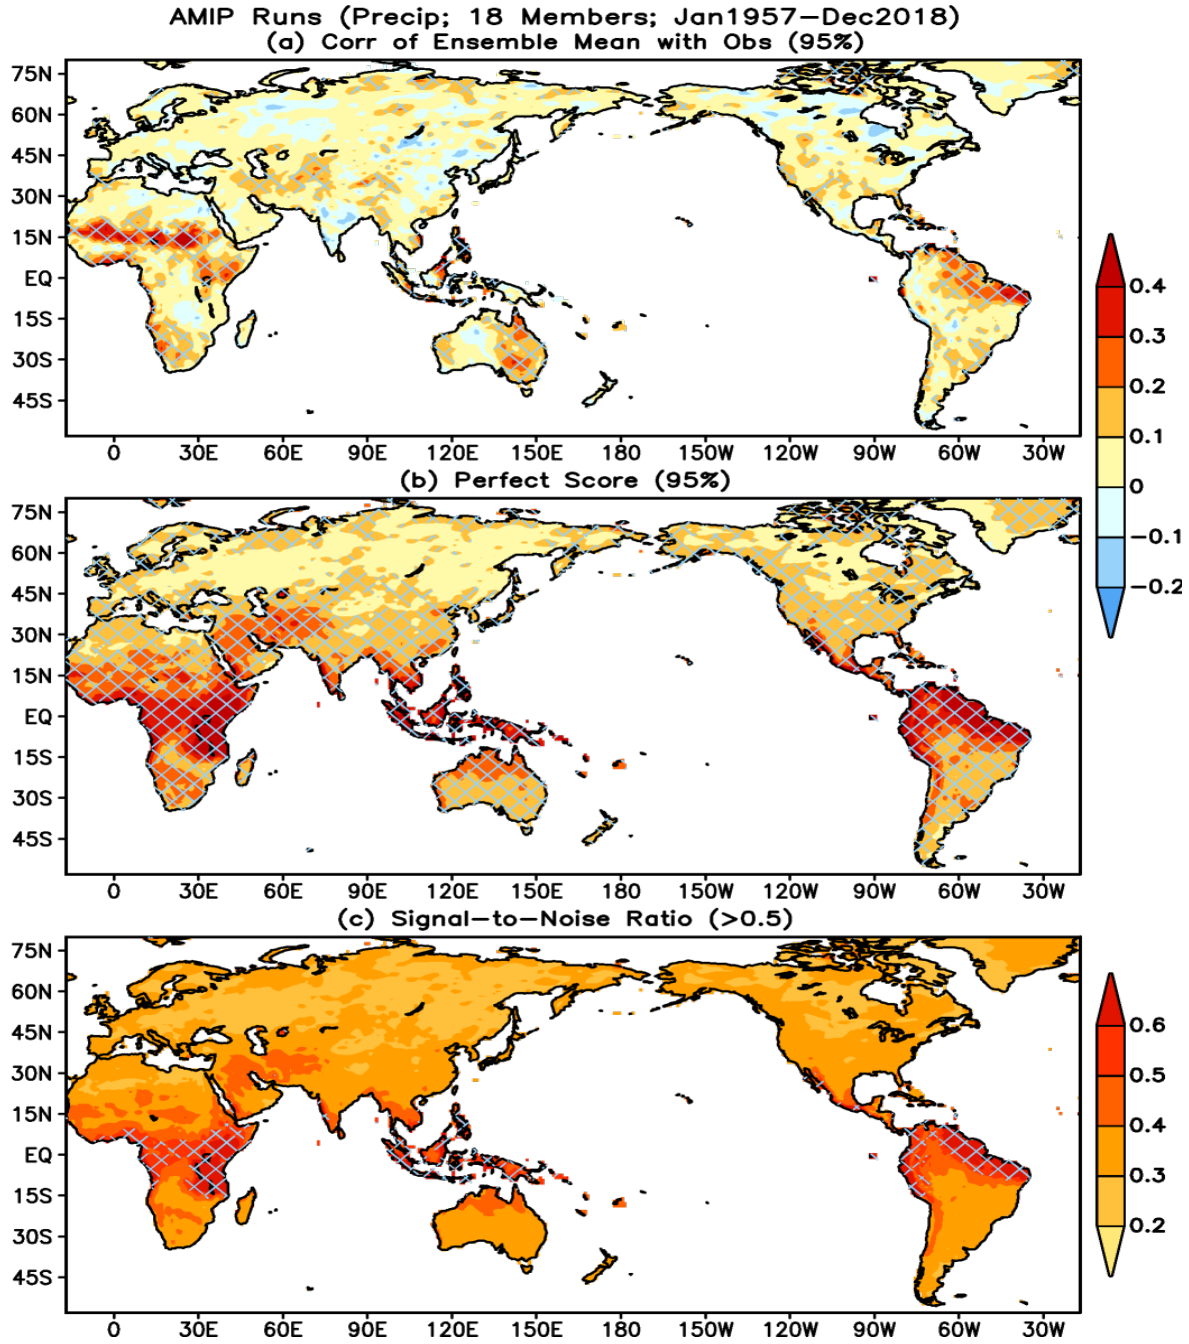 AMIP Runs (Precip; 18 Members; Jan1957−Dec2018)
(a) Corr of Ensemble Mean with Obs (95%)
75N
60N
45N
30N
15N
EQ
15S
30S
45S
0 30E 60E 90E 120E 150E 180 150W 120W 90W 60W 30W
(b) Perfect Score (95%)
75N
60N
45N
30N
15N
EQ
15S
30S
45S
0 30E 60E 90E 120E 150E 180 150W 120W 90W 60W 30W
0.4
0.3
0.2
0.1
0
−0.1
−0.2
(c) Signal−to−Noise Ratio (>0.5)
75N
60N
45N
30N
15N
EQ
15S
30S
45S
0 30E 60E 90E 120E 150E 180 150W 120W 90W 60W 30W
0.6
0.5
0.4
0.3
0.2